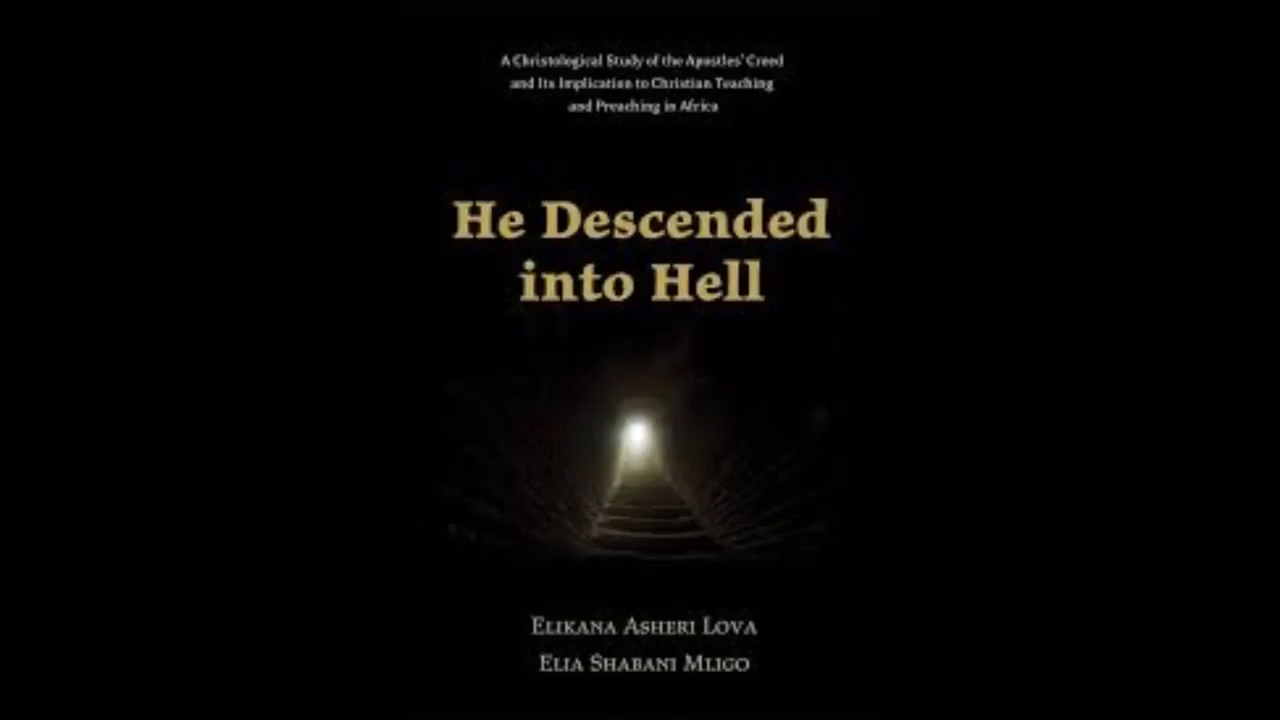 A Christological Study of the Apostles' Creed
and Its Implication to Christian Teaching
and Preaching in Africa
He Descended
into Hell
Elikana Asheri Lova
Elia Shabani Mligo